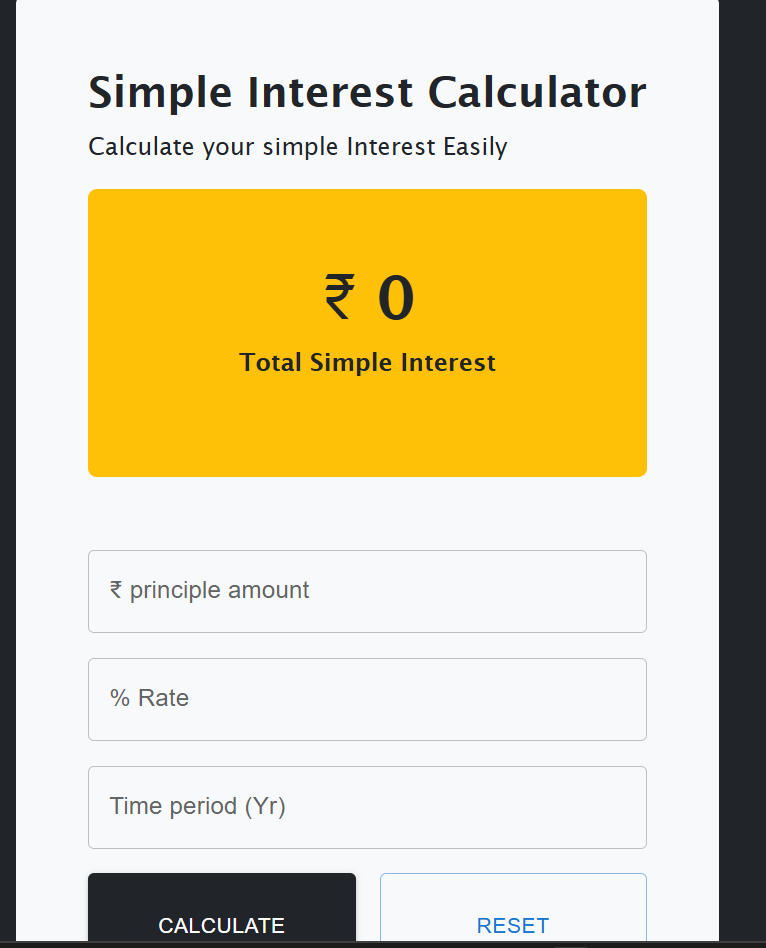 Simple Interest Calculator
Calculate your simple Interest Easily
₹ 0
Total Simple Interest
₹ principle amount
% Rate
Time period (Yr)
CALCULATE
RESET